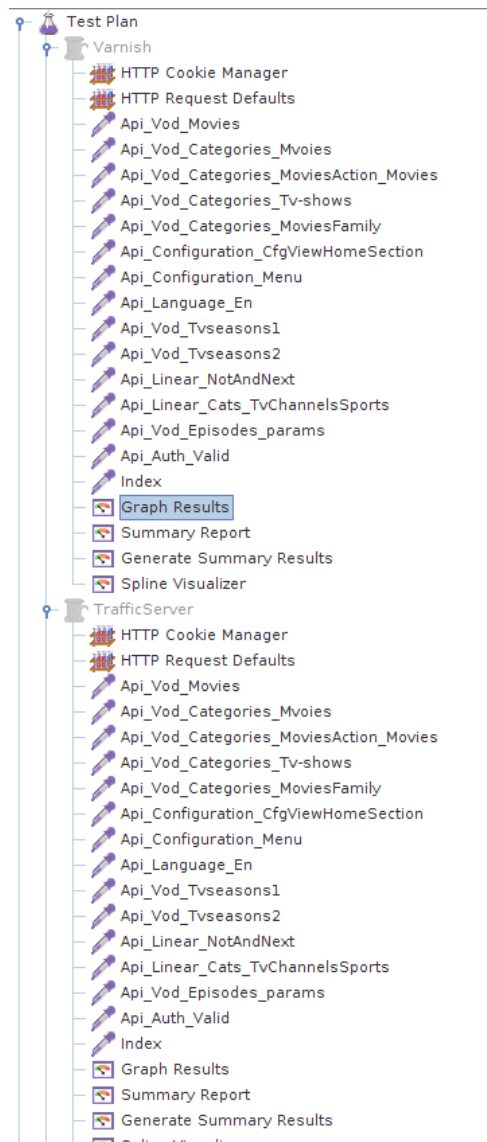 Test Plan
Varnish
HTTP Cookie Manager
HTTP Request Defaults
Api_Vod_Movies
Api_Vod_Categories_Mvoies
Api_Vod_Categories_MoviesAction_Movies
Api_Vod_Categories_Tv-shows
Api_Vod_Categories_MoviesFamily
Api_Configuration_CfgViewHomeSection
Api_Configuration_Menu
Api_Language_En
Api_Vod_Tvseasons1
Api_Vod_Tvseasons2
Api_Linear_NotAndNext
Api_Linear_Cats_TvChannelsSports
Api_Vod_Episodes_params
Api_Auth_Valid
Index
Graph Results
Summary Report
Generate Summary Results
Spline Visualizer
TrafficServer
HTTP Cookie Manager
HTTP Request Defaults
Api_Vod_Movies
Api_Vod_Categories_Mvoies
Api_Vod_Categories_MoviesAction_Movies
Api_Vod_Categories_Tv-shows
Api_Vod_Categories_MoviesFamily
Api_Configuration_CfgViewHomeSection
Api_Configuration_Menu
Api_Language_En
Api_Vod_Tvseasons1
Api_Vod_Tvseasons2
Api_Linear_NotAndNext
Api_Linear_Cats_TvChannelsSports
Api_Vod_Episodes_params
Api_Auth_Valid
Index
Graph Results
Summary Report
Generate Summary Results